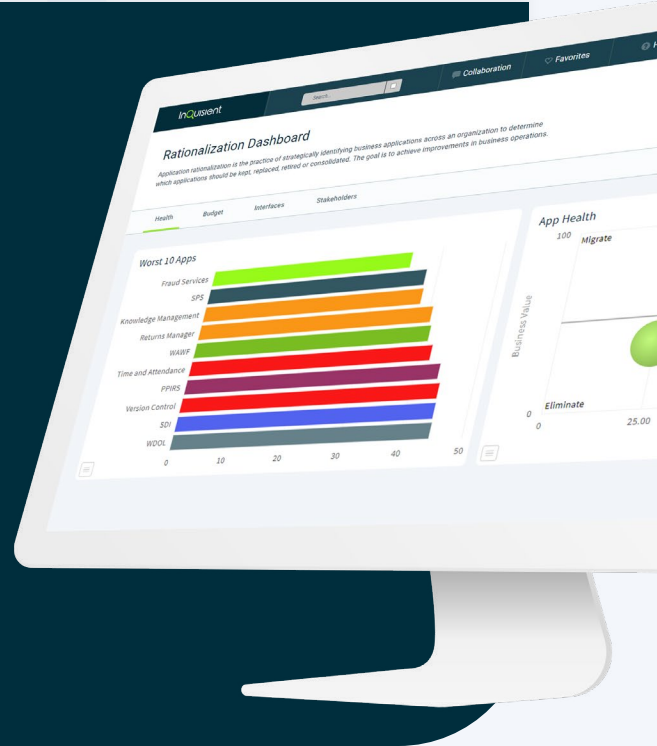 InQuisient
Search...
Collaboration
Favorites
H
Rationalization Dashboard
Application rationalization is the practice of strategically identifying business applications across an organization to determine
which applications should be kept, replaced, retired or consolidated. The goal is to achieve improvements in business operations.
Health
Budget
Interfaces
Stakeholders
Worst 10 Apps
Fraud Services
SPS
Knowledge Management
Returns Manager
WAWF
Time and Attendance
PPIRS
Version Control
SDI
WDOL
0 10 20 30 40 50
App Health
100
Migrate
Business Value
0
Eliminate
0 25.00